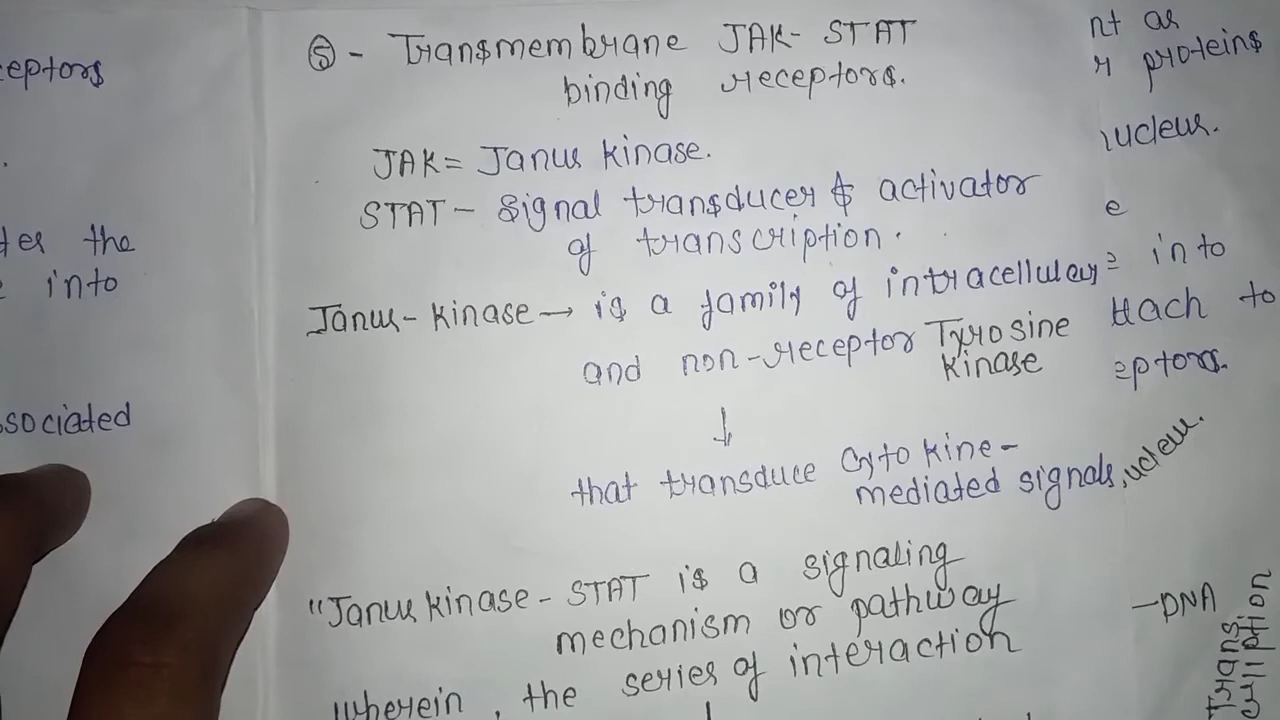 ⑤ - Transmembrane JAK- STAT
binding receptors.
JAK = Janus kinase.
STAT - Signal transducer & activator
of transcription.
Janus-kinase → is a family of intracellular
and non-receptor Tyrosine
kinase
↓
that transduce Cytokine-
mediated signals,
"Janus kinase - STAT is a signaling
mechanism or pathway
wherein, the series of interaction
eptors
.
the
into
sociated
nt as
r proteins
ucleus.
e
into
ttach to
eptors.
ucleus.
-DNA
Trans
cription